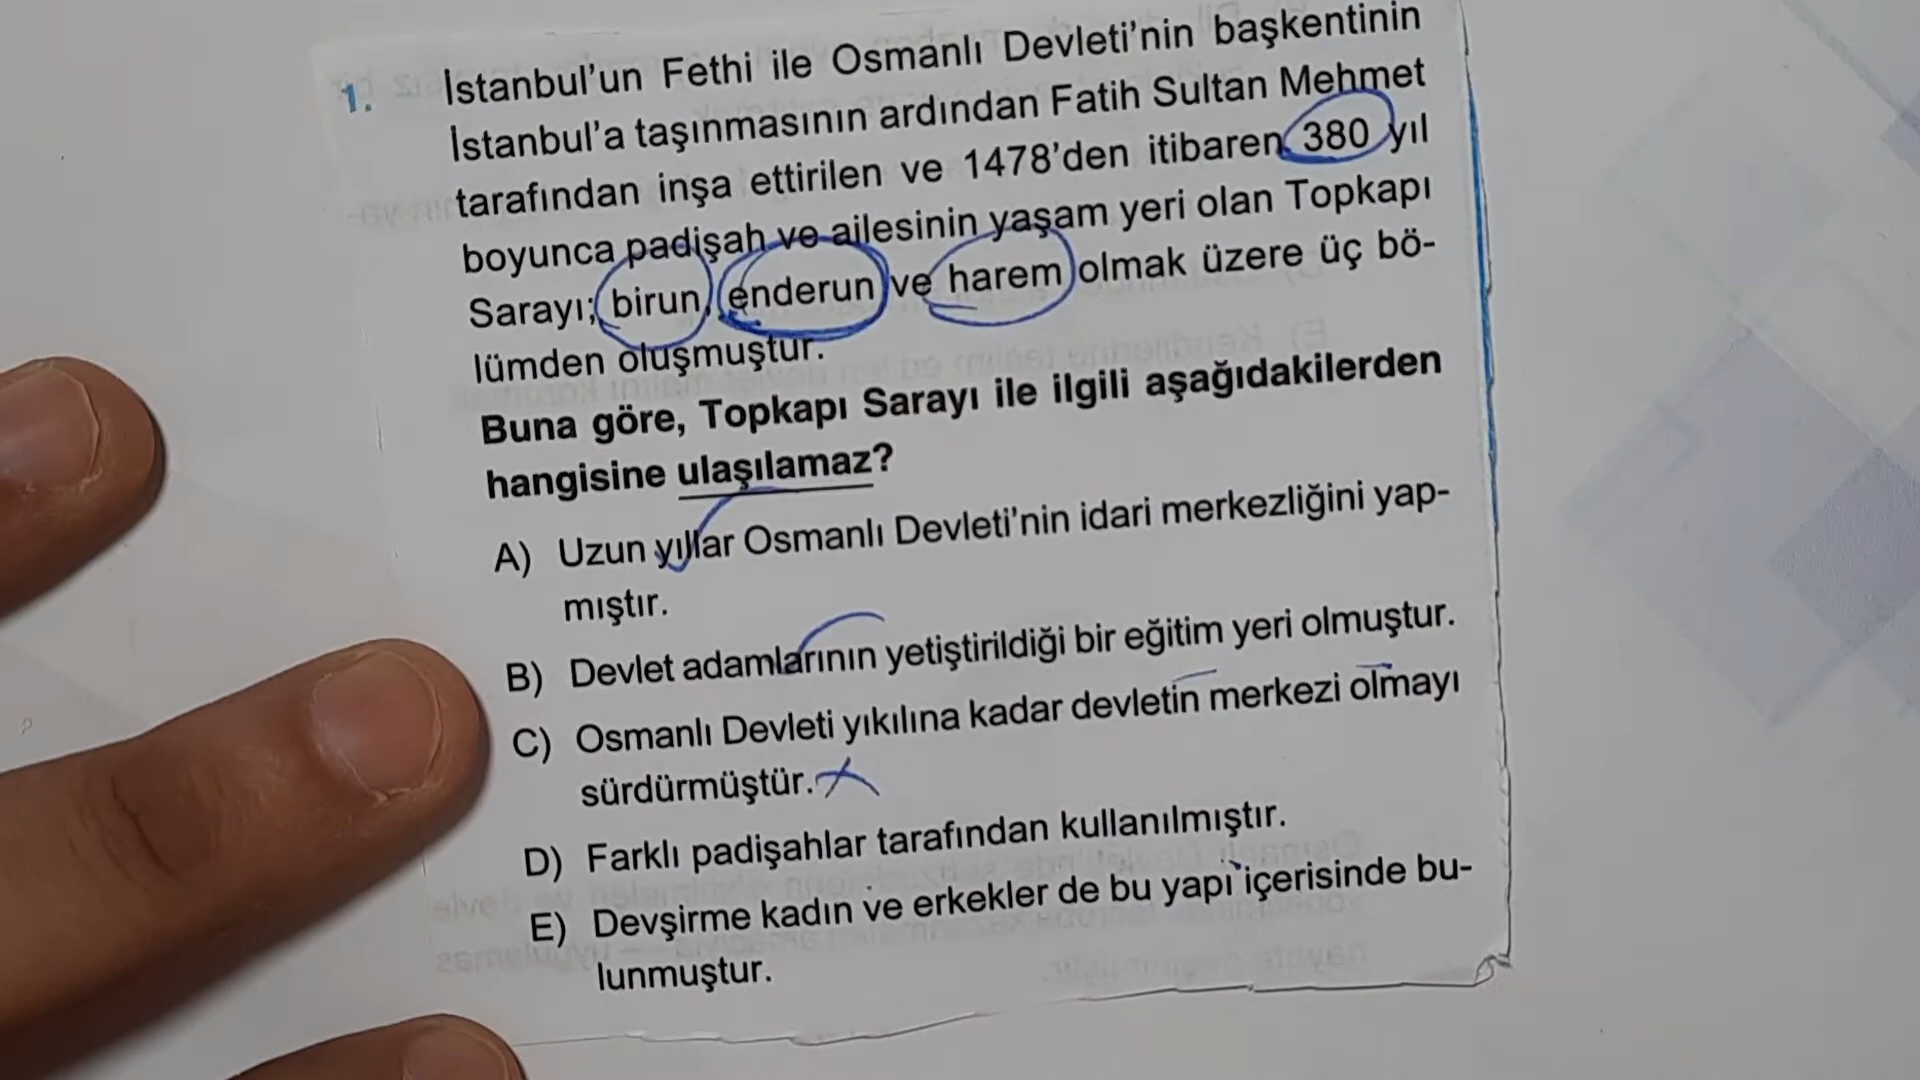 1. İstanbul'un Fethi ile Osmanlı Devleti'nin başkentinin
İstanbul'a taşınmasının ardından Fatih Sultan Mehmet
tarafından inşa ettirilen ve 1478'den itibaren 380 yıl
boyunca padişah ve ailesinin yaşam yeri olan Topkapı
Sarayı; birun, enderun ve harem olmak üzere üç bö-
lümden oluşmuştur.
Buna göre, Topkapı Sarayı ile ilgili aşağıdakilerden
hangisine ulaşılamaz?
A) Uzun yıllar Osmanlı Devleti'nin idari merkezliğini yap-
mıştır.
B) Devlet adamlarının yetiştirildiği bir eğitim yeri olmuştur.
C) Osmanlı Devleti yıkılına kadar devletin merkezi olmayı
sürdürmüştür.
D) Farklı padişahlar tarafından kullanılmıştır.
E) Devşirme kadın ve erkekler de bu yapı içerisinde bu-
lunmuştur.